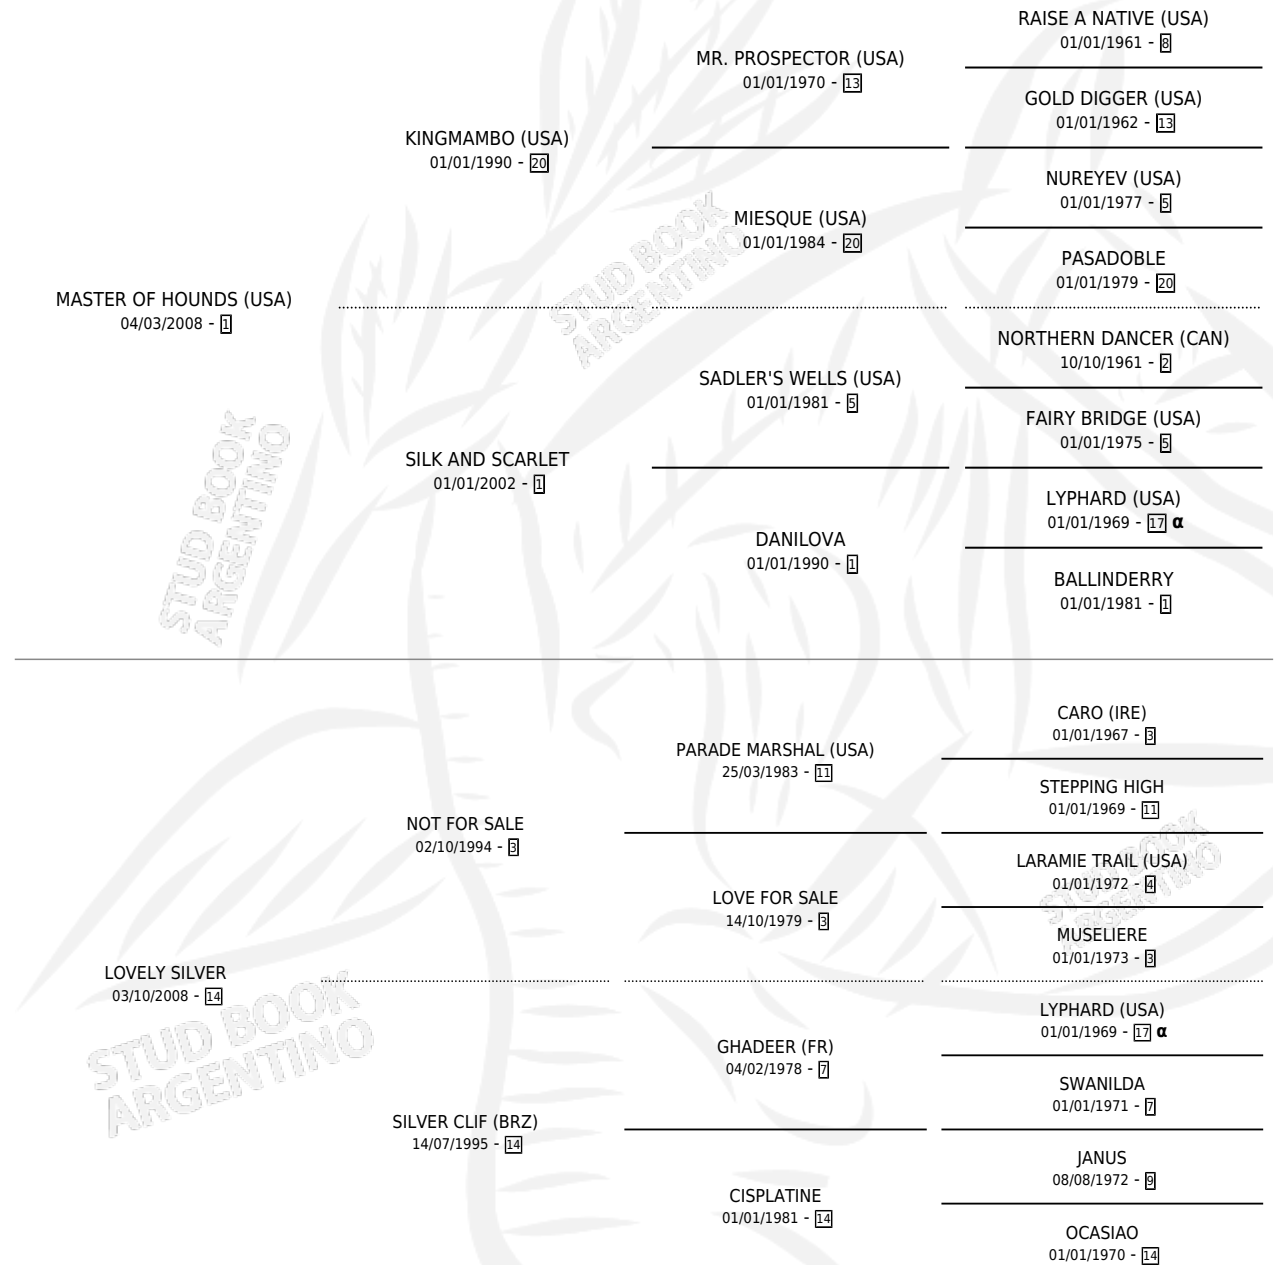 RAISE A NATIVE (USA)
01/01/1961 - 8
MR. PROSPECTOR (USA)
01/01/1970 - 13
GOLD DIGGER (USA)
01/01/1962 - 13
KINGMAMBO (USA)
01/01/1990 - 20
NUREYEV (USA)
01/01/1977 - 5
MIESQUE (USA)
01/01/1984 - 20
PASADOBLE
01/01/1979 - 20
MASTER OF HOUNDS (USA)
04/03/2008 - 1
NORTHERN DANCER (CAN)
10/10/1961 - 2
SADLER'S WELLS (USA)
01/01/1981 - 5
FAIRY BRIDGE (USA)
01/01/1975 - 5
SILK AND SCARLET
01/01/2002 - 1
LYPHARD (USA)
01/01/1969 - 17 α
DANILOVA
01/01/1990 - 1
BALLINDERRY
01/01/1981 - 1
CARO (IRE)
01/01/1967 - 3
PARADE MARSHAL (USA)
25/03/1983 - 11
STEPPING HIGH
01/01/1969 - 11
NOT FOR SALE
02/10/1994 - 3
LARAMIE TRAIL (USA)
01/01/1972 - 4
LOVE FOR SALE
14/10/1979 - 3
MUSELIERE
01/01/1973 - 3
LOVELY SILVER
03/10/2008 - 14
LYPHARD (USA)
01/01/1969 - 17 α
GHADEER (FR)
04/02/1978 - 7
SWANILDA
01/01/1971 - 7
SILVER CLIF (BRZ)
14/07/1995 - 14
JANUS
08/08/1972 - 9
CISPLATINE
01/01/1981 - 14
OCASIAO
01/01/1970 - 14
STUD BOOK
ARGENTINO
STUD BOOK
ARGENTINO
STUD BOOK
ARGENTINO
STUD BOOK
ARGENTINO